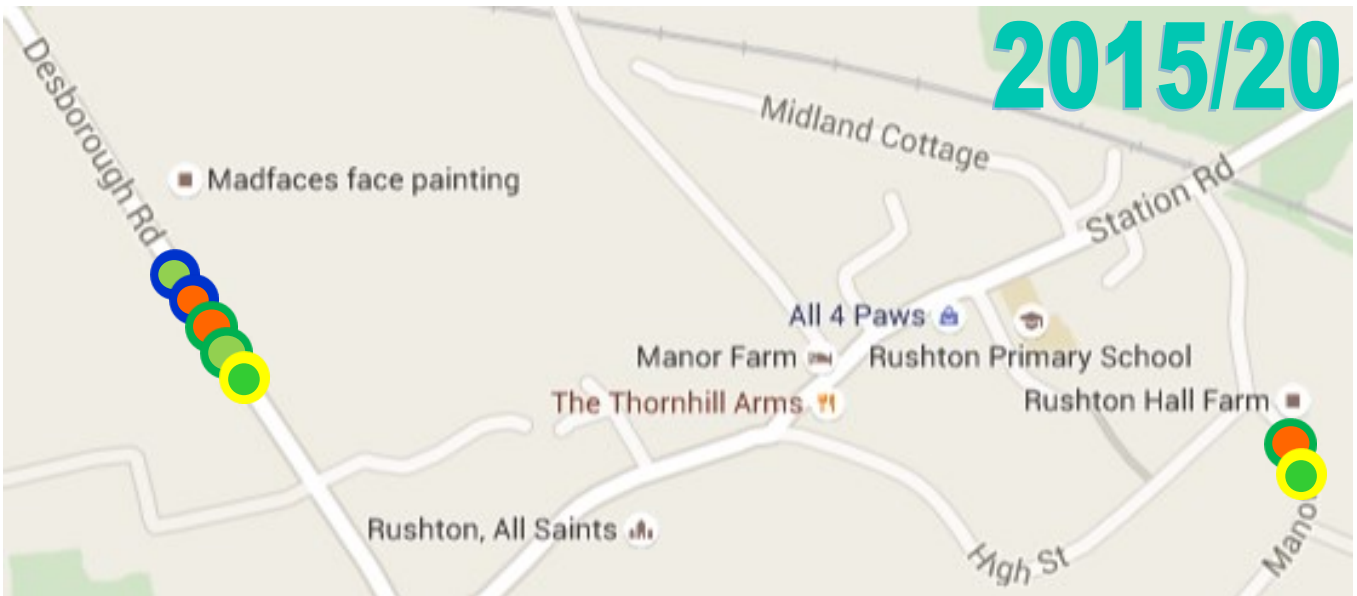 2015/20
Desborough Rd
Midland Cottage
Madfaces face painting
Station Rd
All 4 Paws
Manor Farm
Rushton Primary School
The Thornhill Arms
Rushton Hall Farm
Rushton, All Saints
High St
Mano